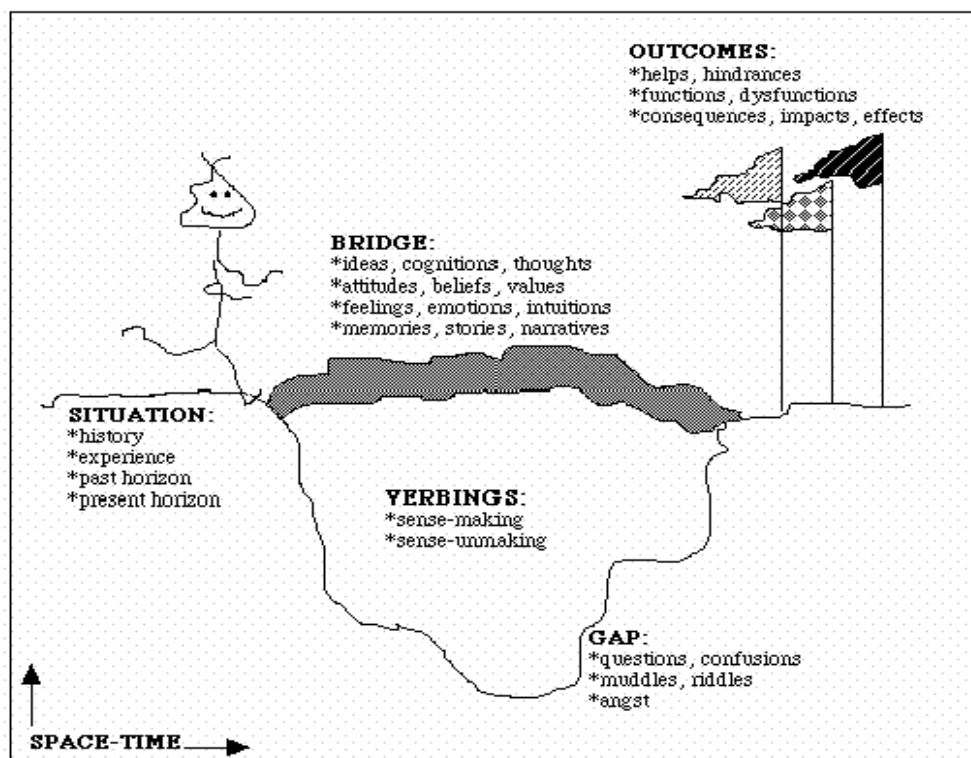 OUTCOMES:
*helps, hindrances
*functions, dysfunctions
*consequences, impacts, effects
BRIDGE:
*ideas, cognitions, thoughts
*attitudes, beliefs, values
*feelings, emotions, intuitions
*memories, stories, narratives
SITUATION:
*history
*experience
*past horizon
*present horizon
VERBINGS:
*sense-making
*sense-unmaking
GAP:
*questions, confusions
*muddles, riddles
*angst
SPACE-TIME